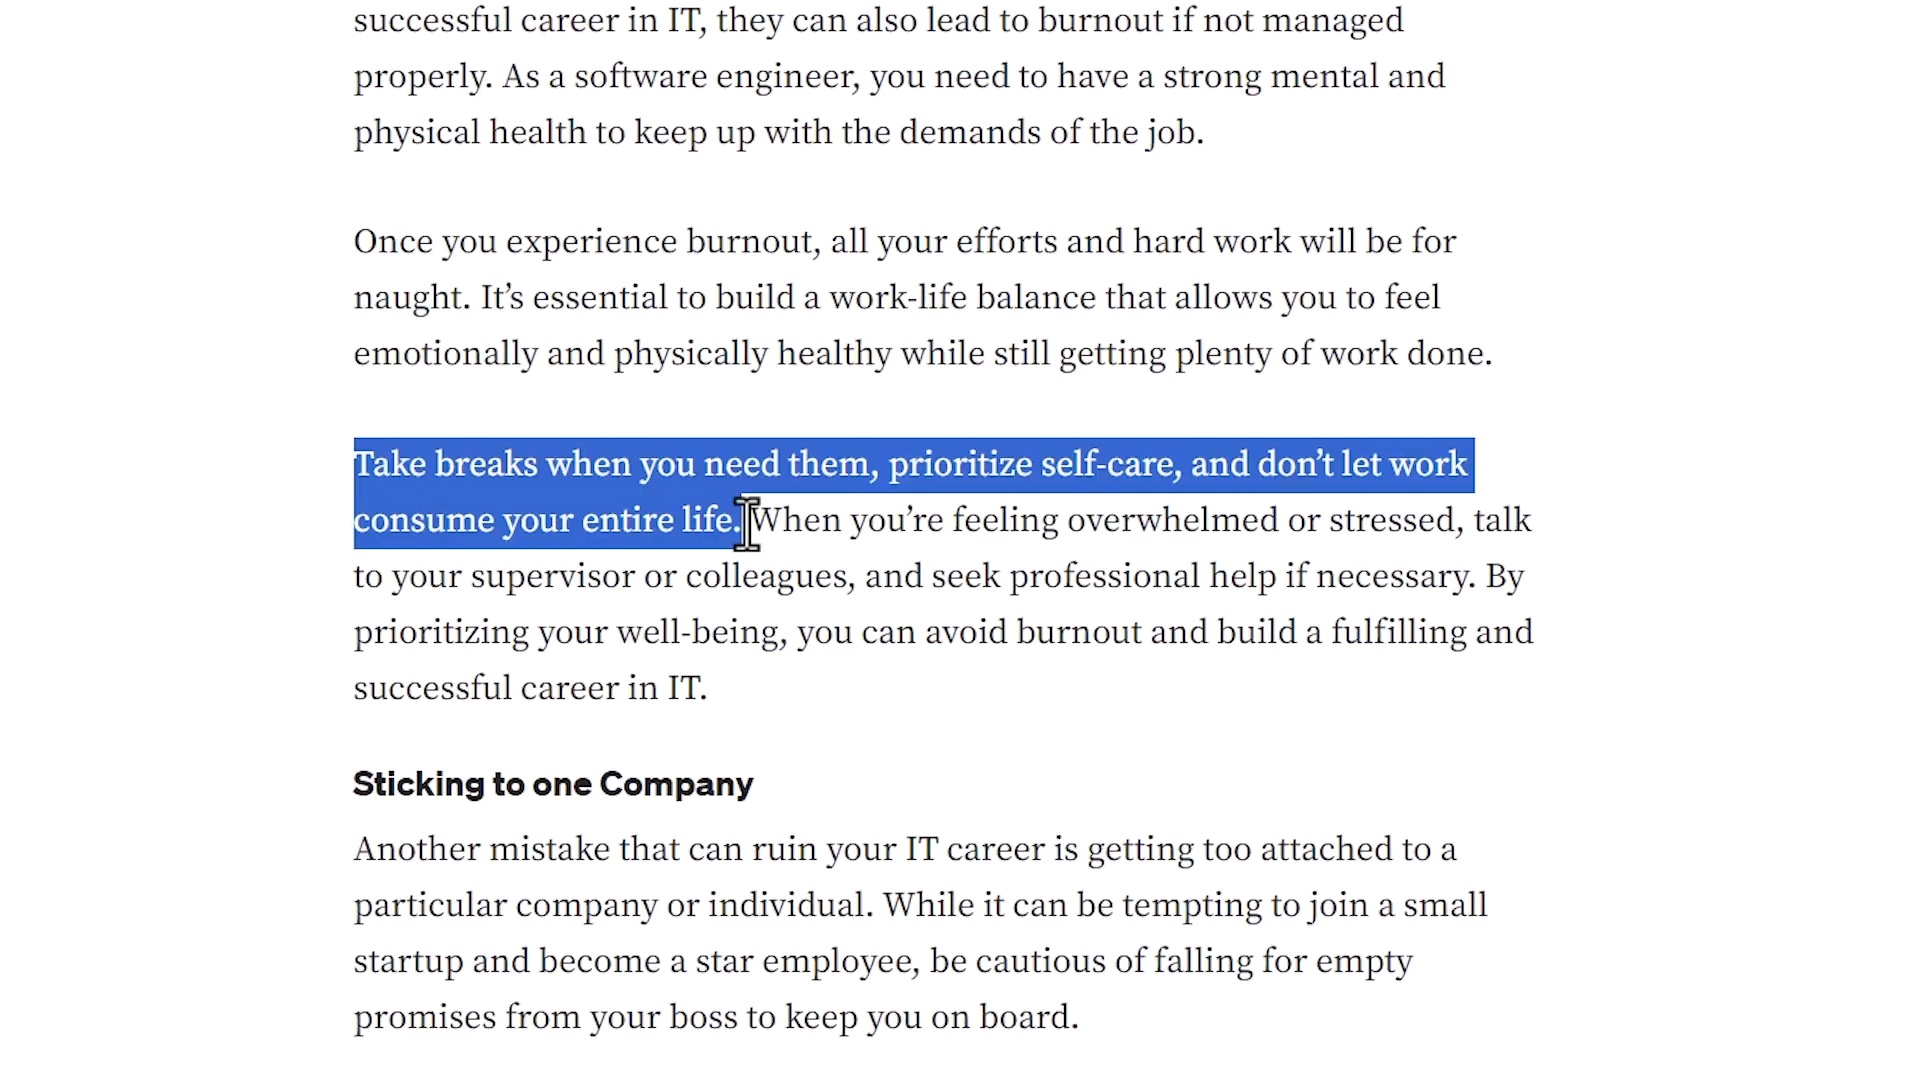 successful career in IT, they can also lead to burnout if not managed
properly. As a software engineer, you need to have a strong mental and
physical health to keep up with the demands of the job.
Once you experience burnout, all your efforts and hard work will be for
naught. It’s essential to build a work-life balance that allows you to feel
emotionally and physically healthy while still getting plenty of work done.
Take breaks when you need them, prioritize self-care, and don’t let work
consume your entire life. When you’re feeling overwhelmed or stressed, talk
to your supervisor or colleagues, and seek professional help if necessary. By
prioritizing your well-being, you can avoid burnout and build a fulfilling and
successful career in IT.
Sticking to one Company
Another mistake that can ruin your IT career is getting too attached to a
particular company or individual. While it can be tempting to join a small
startup and become a star employee, be cautious of falling for empty
promises from your boss to keep you on board.